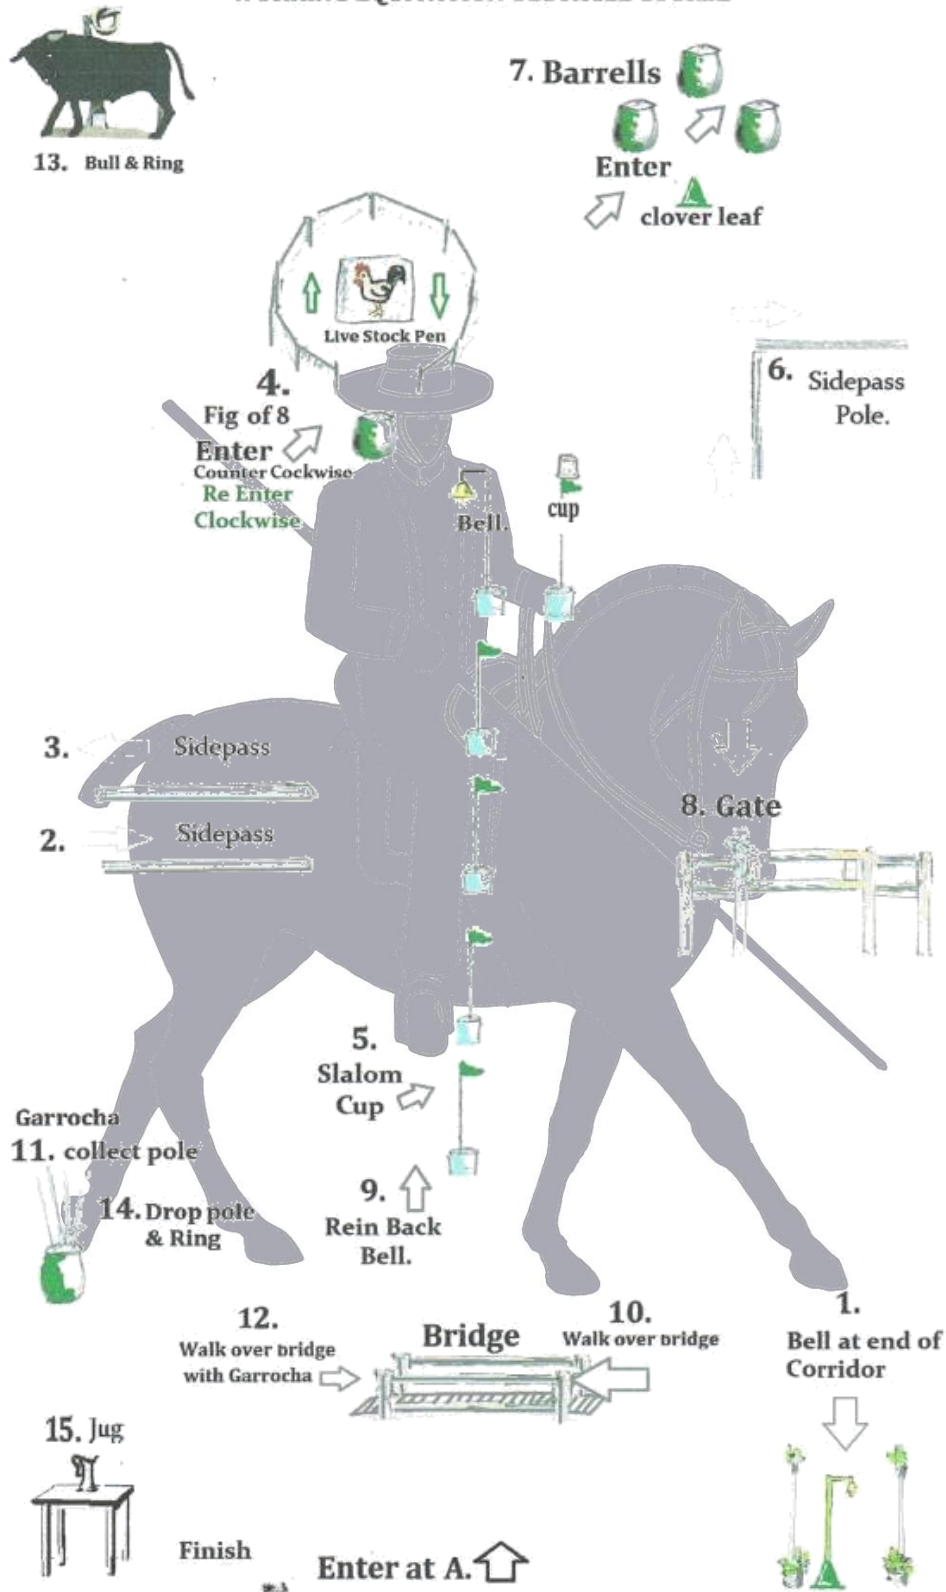 13. Bull & Ring
7. Barrells
Enter
clover leaf
Live Stock Pen
4.
Fig of 8
Enter
Counter Cockwise
Re Enter
Clockwise
6. Sidepass
Pole.
Bell.
cup
3. Sidepass
2. Sidepass
8. Gate
5.
Slalom
Cup
Garrocha
11. collect pole
14. Drop pole
& Ring
9.
Rein Back
Bell.
12.
Walk over bridge
with Garrocha
Bridge
10.
Walk over bridge
1.
Bell at end of
Corridor
15. Jug
Finish
Enter at A.